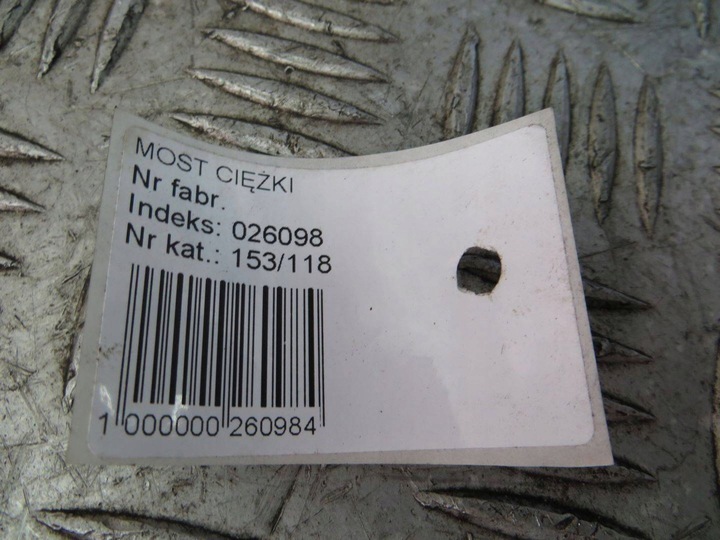 MOST CIĘŻKI
Nr fabr.
Indeks: 026098
Nr kat.: 153/118
1 000000 260984